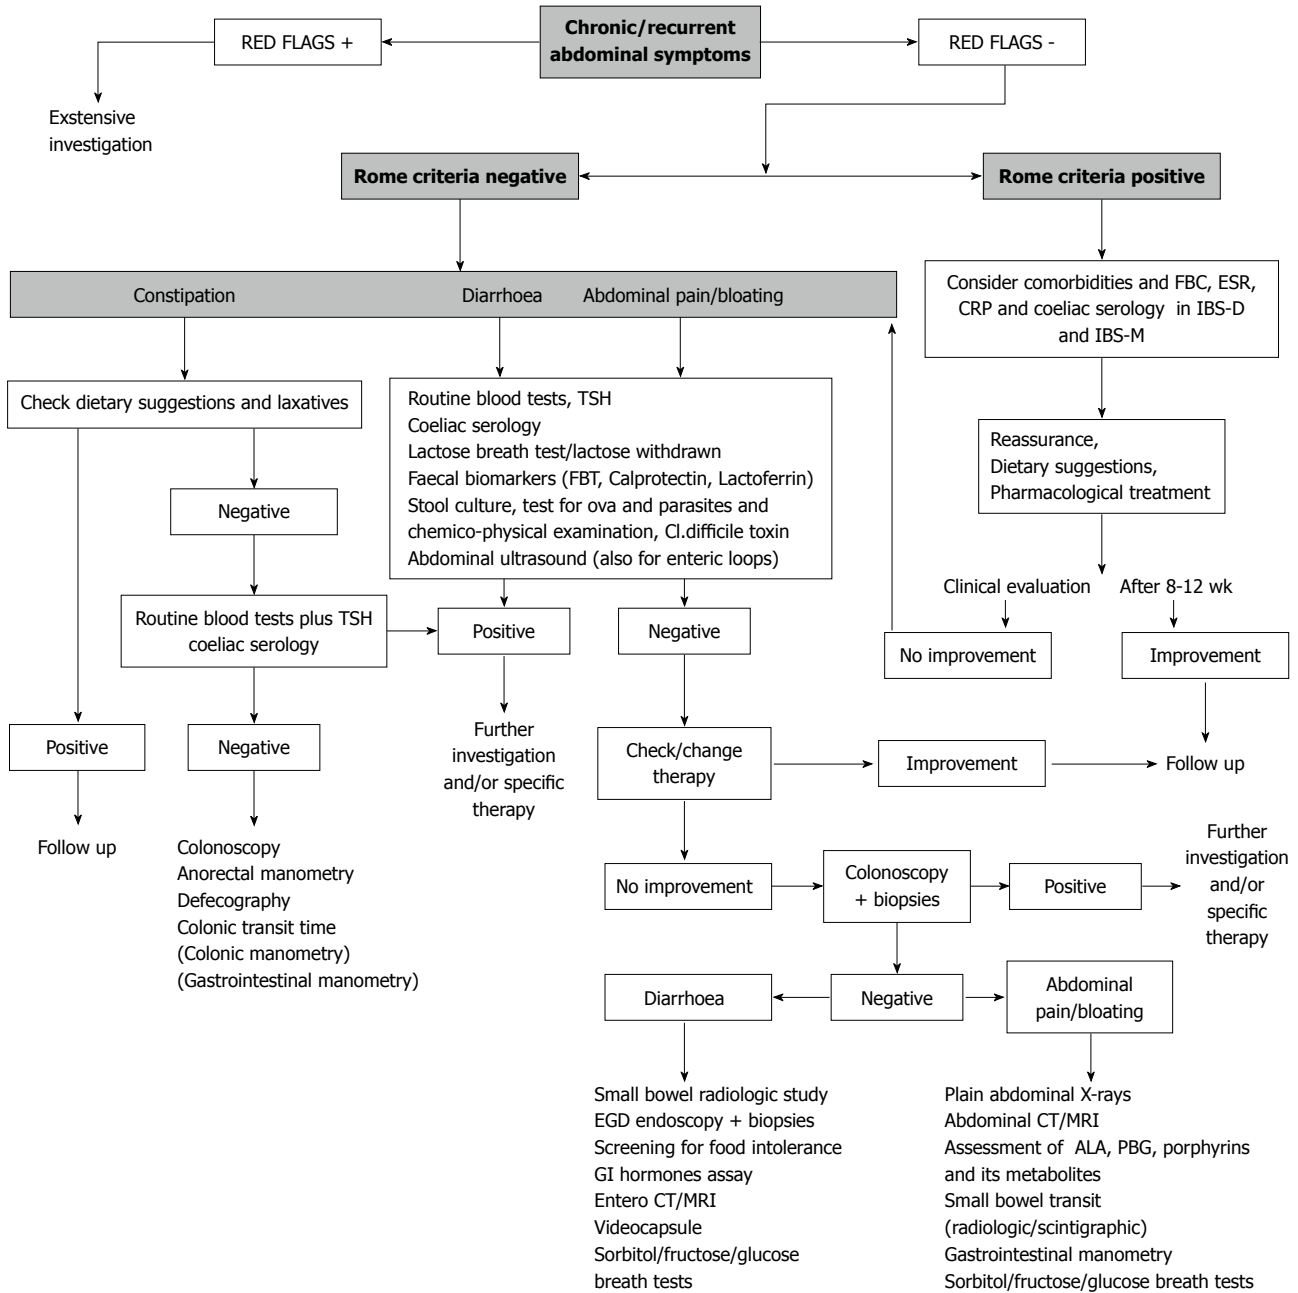 Chronic/recurrent
abdominal symptoms
RED FLAGS +
RED FLAGS -
Exstensive
investigation
Rome criteria negative
Rome criteria positive
Constipation
Diarrhoea
Abdominal pain/bloating
Consider comorbidities and FBC, ESR,
CRP and coeliac serology in IBS-D
and IBS-M
Check dietary suggestions and laxatives
Routine blood tests, TSH
Coeliac serology
Lactose breath test/lactose withdrawn
Faecal biomarkers (FBT, Calprotectin, Lactoferrin)
Stool culture, test for ova and parasites and
chemico-physical examination, Cl.difficile toxin
Abdominal ultrasound (also for enteric loops)
Reassurance,
Dietary suggestions,
Pharmacological treatment
Negative
Clinical evaluation
After 8-12 wk
Routine blood tests plus TSH
coeliac serology
Positive
Negative
No improvement
Improvement
Positive
Negative
Further
investigation
and/or specific
therapy
Check/change
therapy
Improvement
Follow up
Follow up
Colonoscopy
Anorectal manometry
Defecography
Colonic transit time
(Colonic manometry)
(Gastrointestinal manometry)
No improvement
Colonoscopy
+ biopsies
Positive
Further
investigation
and/or
specific
therapy
Diarrhoea
Negative
Abdominal
pain/bloating
Small bowel radiologic study
EGD endoscopy + biopsies
Screening for food intolerance
GI hormones assay
Entero CT/MRI
Videocapsule
Sorbitol/fructose/glucose
breath tests
Plain abdominal X-rays
Abdominal CT/MRI
Assessment of ALA, PBG, porphyrins
and its metabolites
Small bowel transit
(radiologic/scintigraphic)
Gastrointestinal manometry
Sorbitol/fructose/glucose breath tests